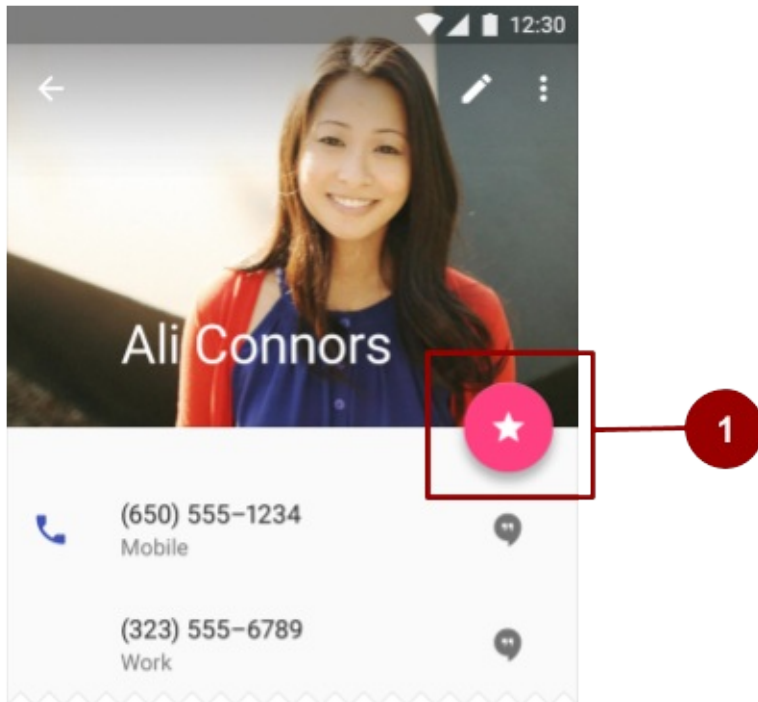 12:30
Ali Connors
1
(650) 555-1234
Mobile
(323) 555-6789
Work